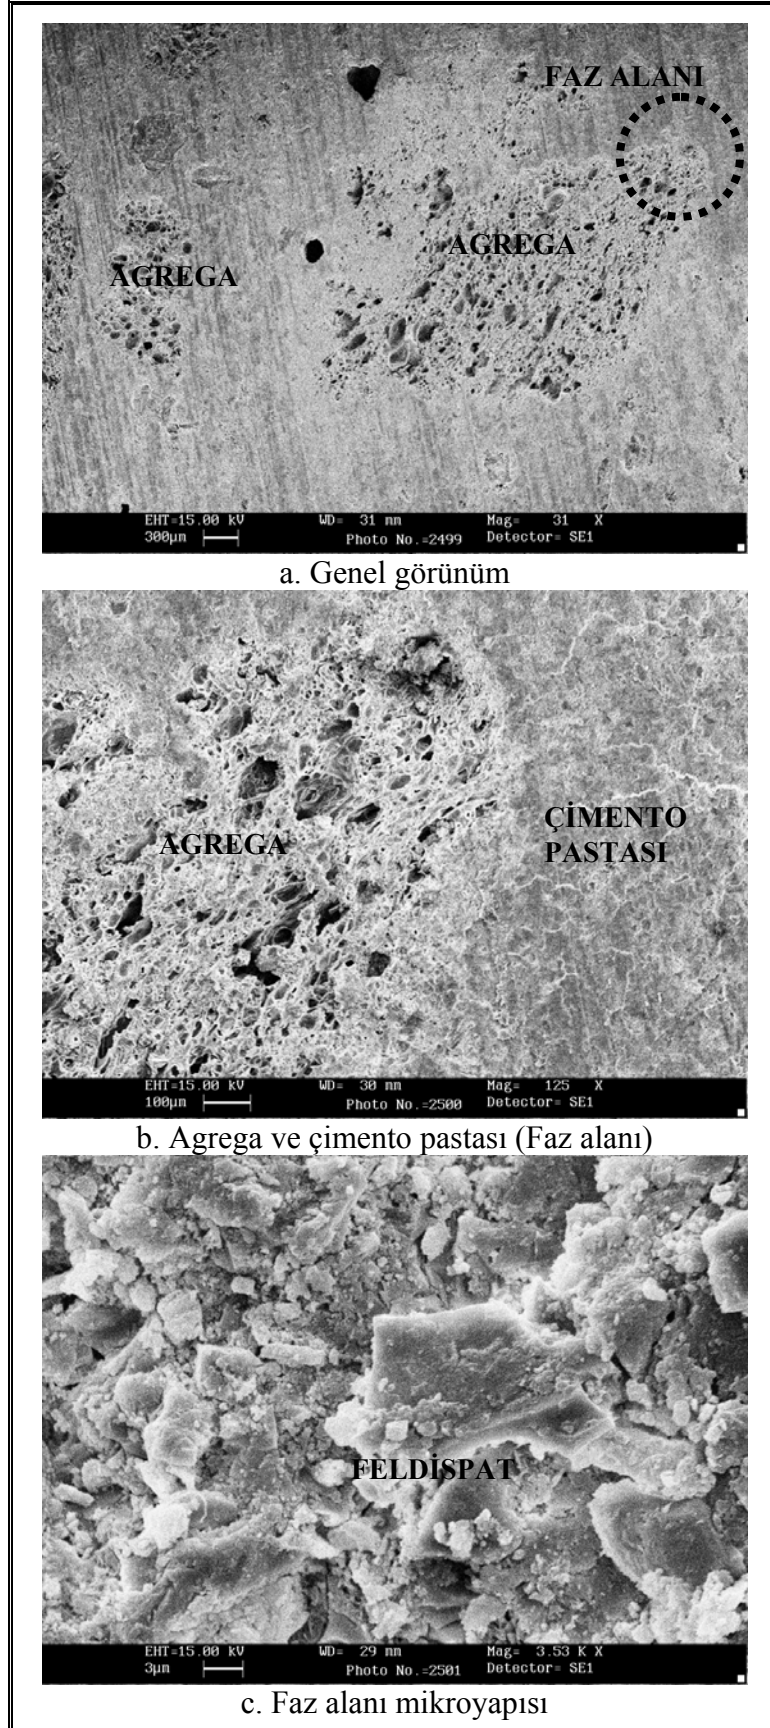 FAZ ALANI
AGREGA
AGREGA
EHT=15.00 kV WD= 31 mm Mag= 31 X
300µm Photo No.=2499 Detector= SE1
a. Genel görünüm
AGREGA
ÇİMENTO
PASTASI
EHT=15.00 kV WD= 30 mm Mag= 125 X
100µm Photo No.=2500 Detector= SE1
b. Agrega ve çimento pastası (Faz alanı)
FELDİSPAT
EHT=15.00 kV WD= 29 mm Mag= 3.53 K X
3µm Photo No.=2501 Detector= SE1
c. Faz alanı mikroyapısı